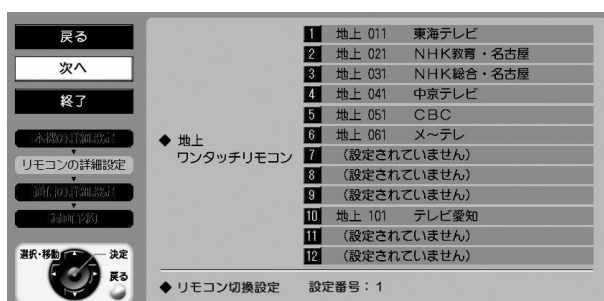 戻る
次へ
終了
本機の詳細設定
リモコンの詳細設定
選択・移動
決定
戻る
◆ 地上
ワンタッチリモコン
1 地上 011 東海テレビ
2 地上 021 NHK教育・名古屋
3 地上 031 NHK総合・名古屋
4 地上 041 中京テレビ
5 地上 051 CBC
6 地上 061 メ~テレ
7 (設定されていません)
8 (設定されていません)
9 (設定されていません)
10 地上 101 テレビ愛知
11 (設定されていません)
12 (設定されていません)
◆ リモコン切換設定 設定番号:1